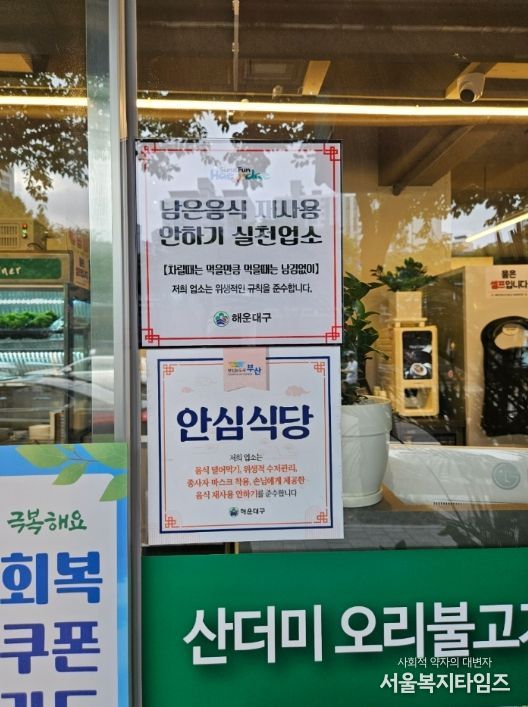 남은음식 재사용
안하기 실천업소
【차릴때는 먹을만큼 먹을때는 남김없이】
저희 업소는 위생적인 규칙을 준수합니다.
해운대구
부산
안심식당
저희 업소는
음식 덜어먹기, 위생적 수저관리,
종사자 마스크 착용, 손님에게 제공한
음식 재사용 안하기를 준수합니다
해운대구
물은
셀프입니다
LG
극복해요
회복
쿠폰
산더미 오리불고기
사회적 약자의 대변자
서울복지타임즈